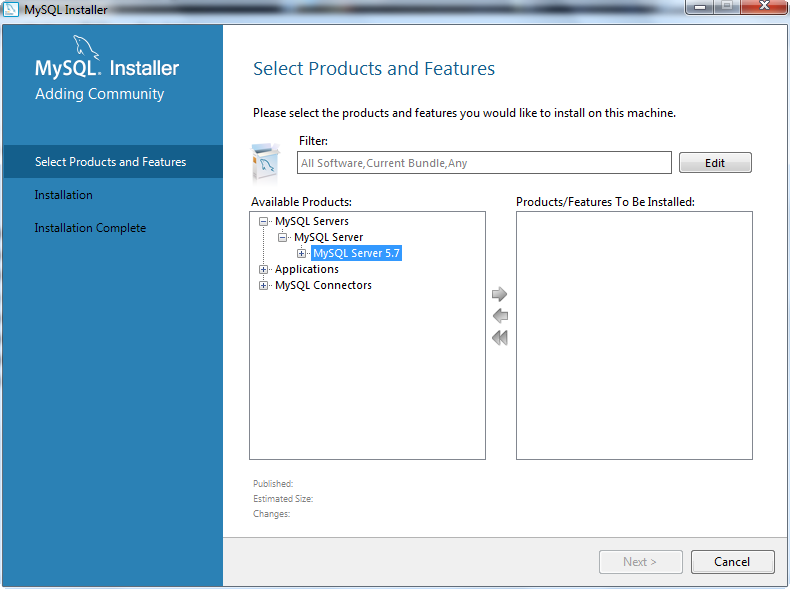 MySQL Installer
MySQL. Installer
Adding Community
Select Products and Features
Installation
Installation Complete
Select Products and Features
Please select the products and features you would like to install on this machine.
Filter:
All Software,Current Bundle,Any
Edit
Available Products:
MySQL Servers
MySQL Server
MySQL Server 5.7
Applications
MySQL Connectors
Products/Features To Be Installed:
Published:
Estimated Size:
Changes:
Next >
Cancel